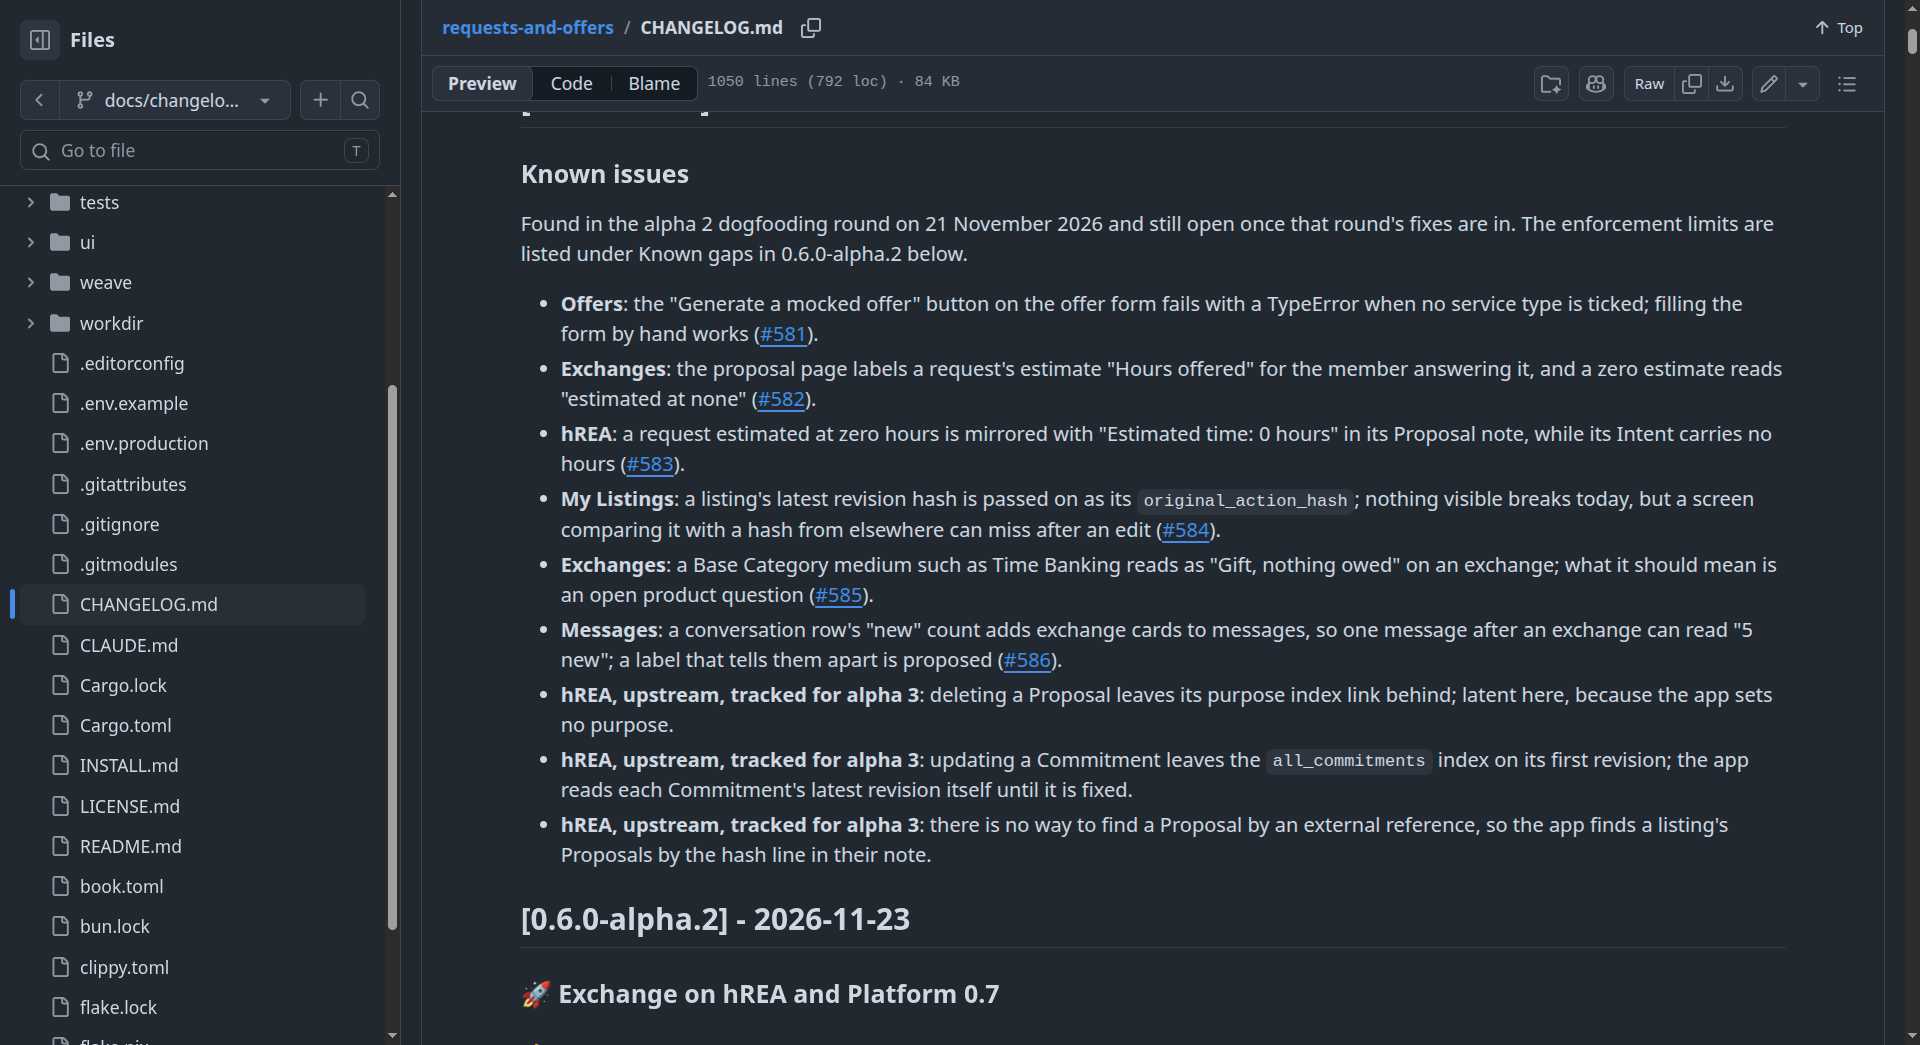 Files
docs/changelo...
Go to file
T
tests
ui
weave
workdir
.editorconfig
.env.example
.env.production
.gitattributes
.gitignore
.gitmodules
CHANGELOG.md
CLAUDE.md
Cargo.lock
Cargo.toml
INSTALL.md
LICENSE.md
README.md
book.toml
bun.lock
clippy.toml
flake.lock
requests-and-offers / CHANGELOG.md
Top
Preview
Code
Blame
1050 lines (792 loc) · 84 KB
Raw
Known issues
Found in the alpha 2 dogfooding round on 21 November 2026 and still open once that round's fixes are in. The enforcement limits are
listed under Known gaps in 0.6.0-alpha.2 below.
• Offers: the "Generate a mocked offer" button on the offer form fails with a TypeError when no service type is ticked; filling the
form by hand works (#581).
• Exchanges: the proposal page labels a request's estimate "Hours offered" for the member answering it, and a zero estimate reads
"estimated at none" (#582).
• hREA: a request estimated at zero hours is mirrored with "Estimated time: 0 hours" in its Proposal note, while its Intent carries no
hours (#583).
• My Listings: a listing's latest revision hash is passed on as its original_action_hash; nothing visible breaks today, but a screen
comparing it with a hash from elsewhere can miss after an edit (#584).
• Exchanges: a Base Category medium such as Time Banking reads as "Gift, nothing owed" on an exchange; what it should mean is
an open product question (#585).
• Messages: a conversation row's "new" count adds exchange cards to messages, so one message after an exchange can read "5
new"; a label that tells them apart is proposed (#586).
• hREA, upstream, tracked for alpha 3: deleting a Proposal leaves its purpose index link behind; latent here, because the app sets
no purpose.
• hREA, upstream, tracked for alpha 3: updating a Commitment leaves the all_commitments index on its first revision; the app
reads each Commitment's latest revision itself until it is fixed.
• hREA, upstream, tracked for alpha 3: there is no way to find a Proposal by an external reference, so the app finds a listing's
Proposals by the hash line in their note.
[0.6.0-alpha.2] - 2026-11-23
🚀 Exchange on hREA and Platform 0.7